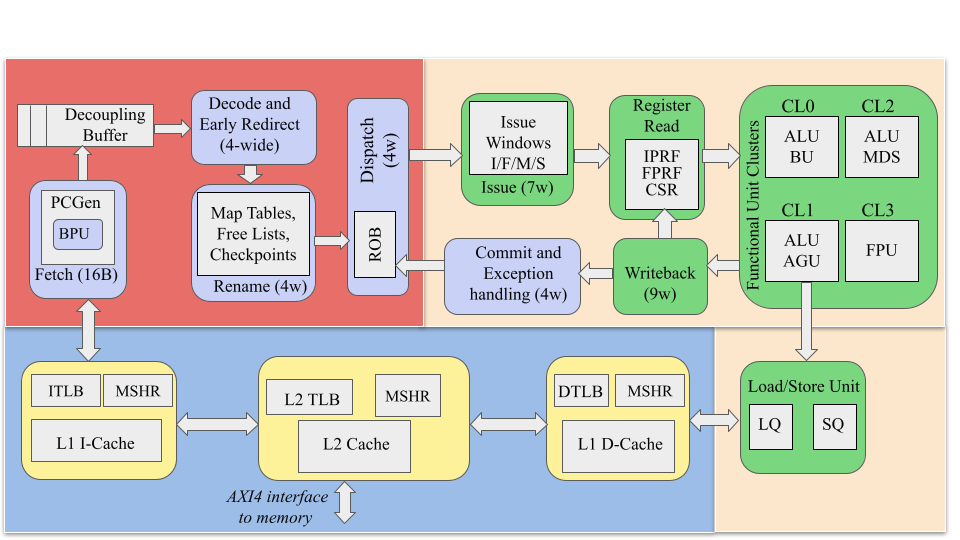 Decoupling
Buffer
Decode and
Early Redirect
(4-wide)
Dispatch
(4w)
ROB
PCGen
BPU
Fetch (16B)
Map Tables,
Free Lists,
Checkpoints
Rename (4w)
Issue
Windows
I/F/M/S
Issue (7w)
Register
Read
IPRF
FPRF
CSR
Functional Unit Clusters
CL0
ALU
BU
CL2
ALU
MDS
CL1
ALU
AGU
CL3
FPU
Commit and
Exception
handling (4w)
Writeback
(9w)
ITLB
MSHR
L1 I-Cache
L2 TLB
MSHR
L2 Cache
DTLB
MSHR
L1 D-Cache
Load/Store Unit
LQ
SQ
AXI4 interface
to memory